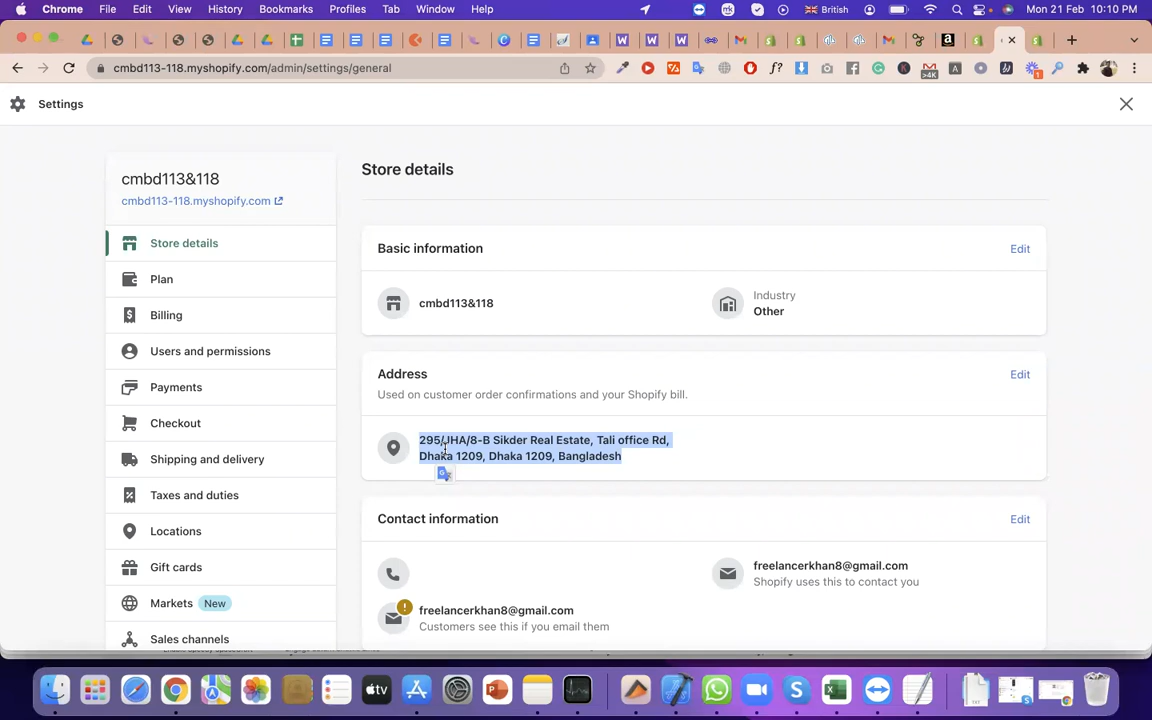 Chrome File Edit View History Bookmarks Profiles Tab Window Help British Mon 21 Feb 10:10 PM
cmbd113-118.myshopify.com/admin/settings/general
>4K
1
Settings
cmbd113&118
cmbd113-118.myshopify.com
Store details
Plan
Billing
Users and permissions
Payments
Checkout
Shipping and delivery
Taxes and duties
Locations
Gift cards
Markets New
Sales channels
Store details
Basic information Edit
cmbd113&118
Industry
Other
Address Edit
Used on customer order confirmations and your Shopify bill.
295/JHA/8-B Sikder Real Estate, Tali office Rd,
Dhaka 1209, Dhaka 1209, Bangladesh
Contact information Edit
freelancerkhan8@gmail.com
Shopify uses this to contact you
freelancerkhan8@gmail.com
Customers see this if you email them
tv